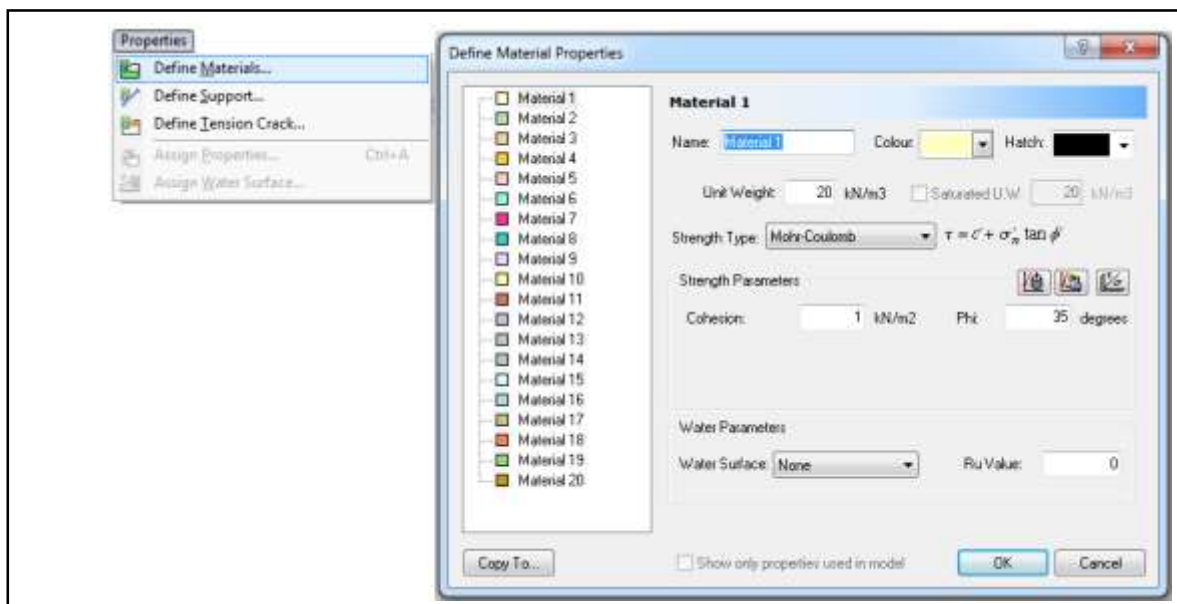 Properties
Define Materials...
Define Support...
Define Tension Crack...
Assign Properties... Ctrl+A
Assign Water Surface...
Define Material Properties
Material 1
Material 2
Material 3
Material 4
Material 5
Material 6
Material 7
Material 8
Material 9
Material 10
Material 11
Material 12
Material 13
Material 14
Material 15
Material 16
Material 17
Material 18
Material 19
Material 20
Copy To...
Material 1
Name: Material 1 Colour: Hatch:
Unit Weight: 20 kN/m3 Saturated U.W. 20 kN/m3
Strength Type: Mohr-Coulomb τ = c' + σ'n tan ϕ'
Strength Parameters
Cohesion: 1 kN/m2 Phi: 35 degrees
Water Parameters
Water Surface: None Ru Value: 0
Show only properties used in model OK Cancel